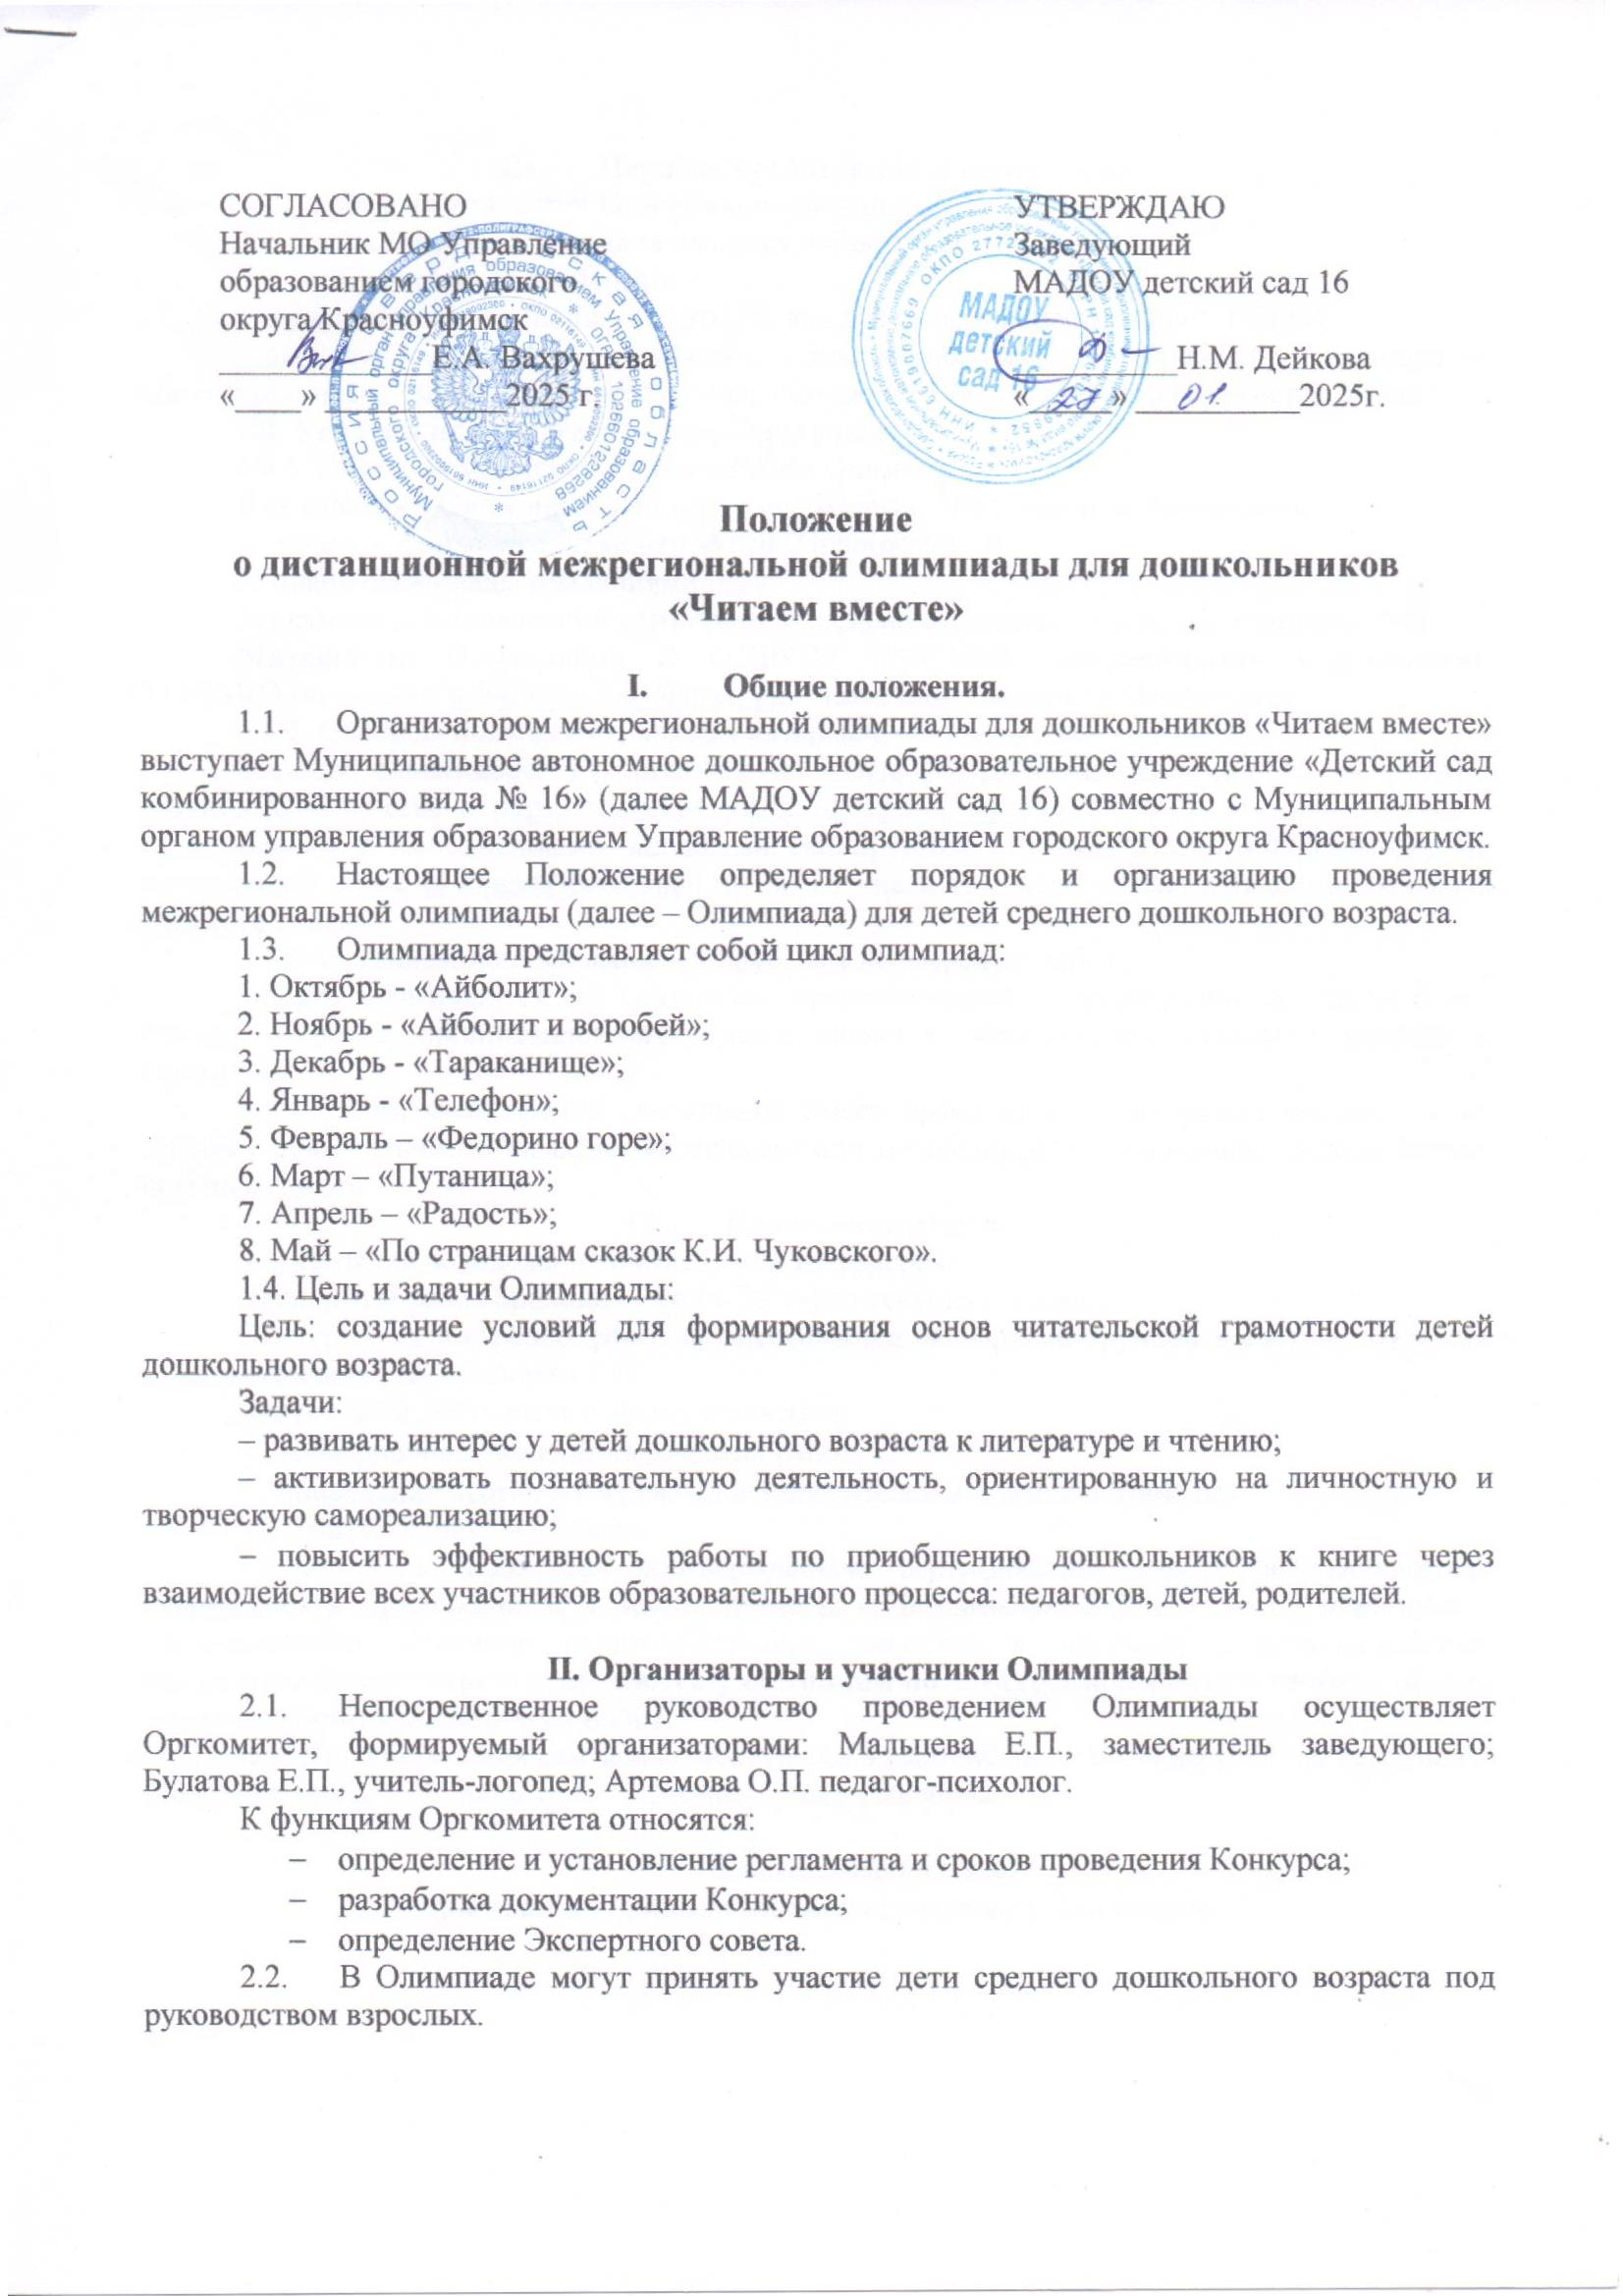 СОГЛАСОВАНО
Начальник МО Управление
образованием городского
округа Красноуфимск
Е.А. Вахрушева
«____» ___________2025 г.
УТВЕРЖДАЮ
Заведующий
МАДОУ детский сад 16
Н.М. Дейкова
«27» 01. 2025г.
МАДОУ
детский
сад 16
Положение
о дистанционной межрегиональной олимпиады для дошкольников
«Читаем вместе»
I. Общие положения.
1.1. Организатором межрегиональной олимпиады для дошкольников «Читаем вместе»
выступает Муниципальное автономное дошкольное образовательное учреждение «Детский сад
комбинированного вида № 16» (далее МАДОУ детский сад 16) совместно с Муниципальным
органом управления образованием Управление образованием городского округа Красноуфимск.
1.2. Настоящее Положение определяет порядок и организацию проведения
межрегиональной олимпиады (далее – Олимпиада) для детей среднего дошкольного возраста.
1.3. Олимпиада представляет собой цикл олимпиад:
1. Октябрь - «Айболит»;
2. Ноябрь - «Айболит и воробей»;
3. Декабрь - «Тараканище»;
4. Январь - «Телефон»;
5. Февраль – «Федорино горе»;
6. Март – «Путаница»;
7. Апрель – «Радость»;
8. Май – «По страницам сказок К.И. Чуковского».
1.4. Цель и задачи Олимпиады:
Цель: создание условий для формирования основ читательской грамотности детей
дошкольного возраста.
Задачи:
– развивать интерес у детей дошкольного возраста к литературе и чтению;
– активизировать познавательную деятельность, ориентированную на личностную и
творческую самореализацию;
– повысить эффективность работы по приобщению дошкольников к книге через
взаимодействие всех участников образовательного процесса: педагогов, детей, родителей.
II. Организаторы и участники Олимпиады
2.1. Непосредственное руководство проведением Олимпиады осуществляет
Оргкомитет, формируемый организаторами: Мальцева Е.П., заместитель заведующего;
Булатова Е.П., учитель-логопед; Артемова О.П. педагог-психолог.
К функциям Оргкомитета относятся:
– определение и установление регламента и сроков проведения Конкурса;
– разработка документации Конкурса;
– определение Экспертного совета.
2.2. В Олимпиаде могут принять участие дети среднего дошкольного возраста под
руководством взрослых.